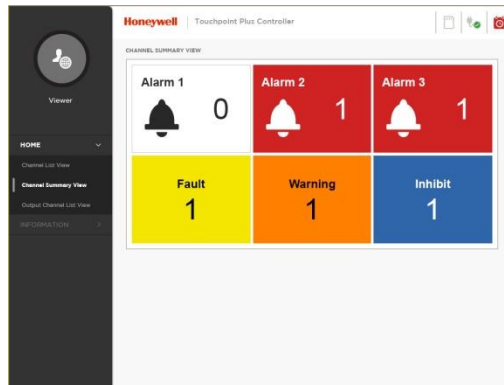 Honeywell Touchpoint Plus Controller
Viewer
HOME
Channel List View
Channel Summary View
Output Channel List View
INFORMATION
CHANNEL SUMMARY VIEW
Alarm 1
0
Alarm 2
1
Alarm 3
1
Fault
1
Warning
1
Inhibit
1